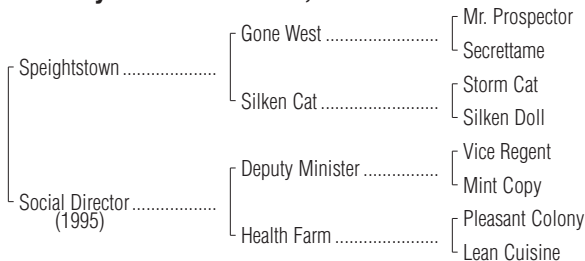 Mr. Prospector
Gone West ........................
Secrettame
Speightstown ....................
Storm Cat
Silken Cat .........................
Silken Doll
Vice Regent
Deputy Minister ................
Mint Copy
Social Director ..................
(1995)
Pleasant Colony
Health Farm ......................
Lean Cuisine